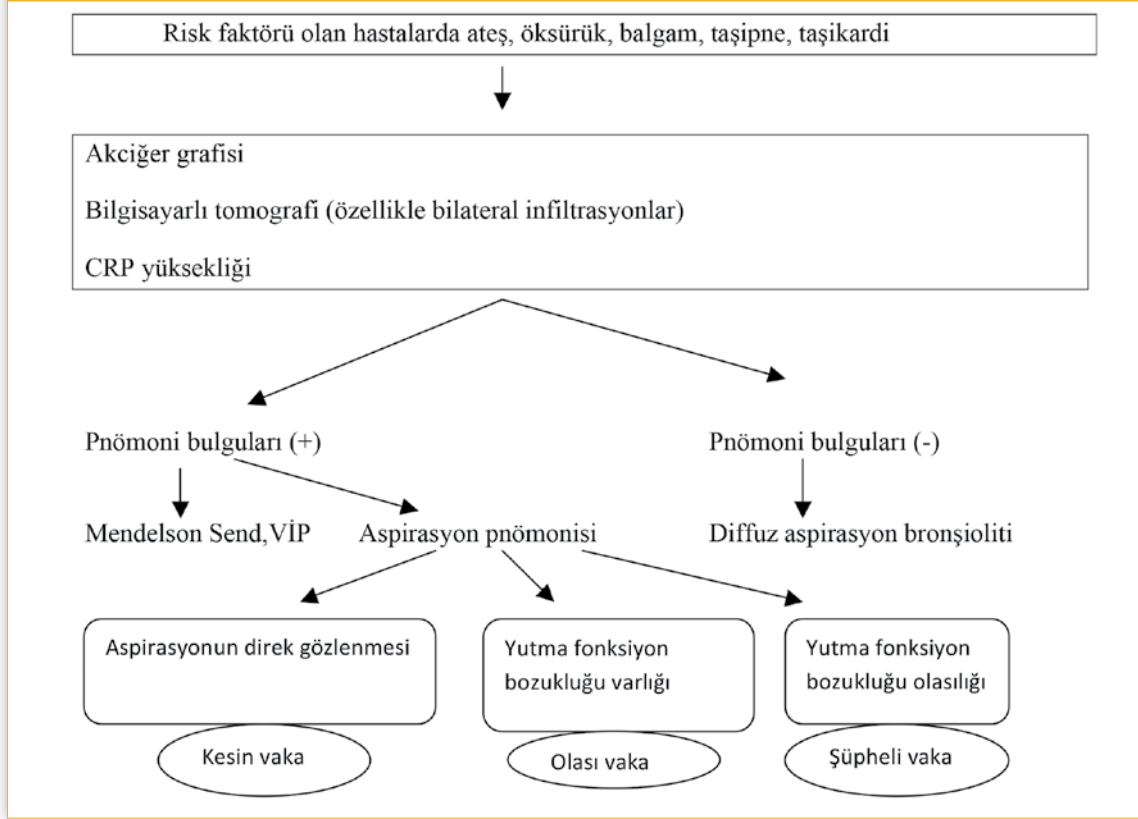 Risk faktörü olan hastalarda ateş, öksürük, balgam, taşipne, taşikardi
Akciğer grafisi
Bilgisayarlı tomografi (özellikle bilateral infiltrasyonlar)
CRP yüksekliği
Pnömoni bulguları (+)
Pnömoni bulguları (-)
Mendelson Send,VİP
Aspirasyon pnömonisi
Diffuz aspirasyon bronşioliti
Aspirasyonun direk gözlenmesi
Yutma fonksiyon
bozukluğu varlığı
Yutma fonksiyon
bozukluğu olasılığı
Kesin vaka
Olası vaka
Şüpheli vaka